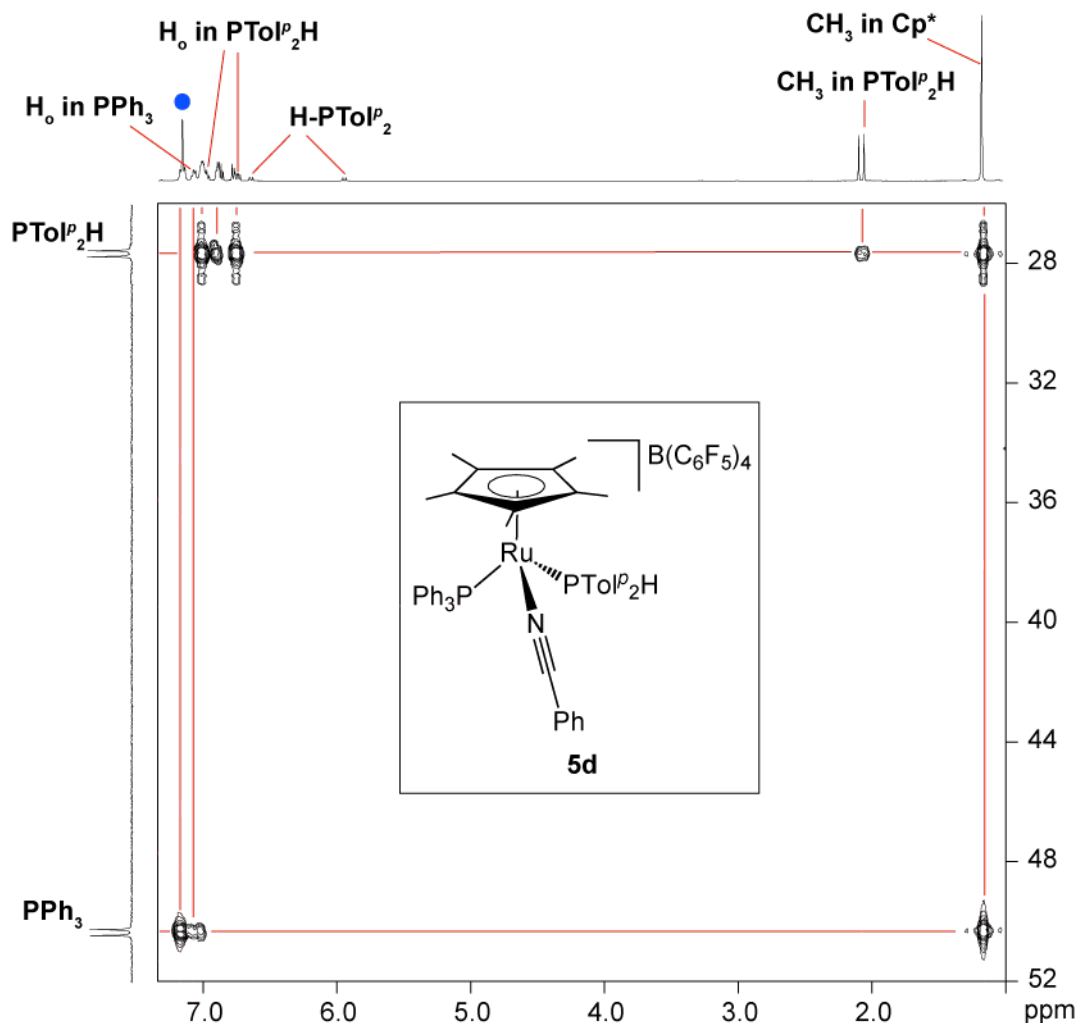 CH₃ in Cp*
Hₒ in PTolᵖ₂H
CH₃ in PTolᵖ₂H
Hₒ in PPh₃
H-PTolᵖ₂
PTolᵖ₂H
28
32
36
40
44
48
52
B(C₆F₅)₄
Ru
Ph₃P
PTolᵖ₂H
N
Ph
5d
PPh₃
7.0 6.0 5.0 4.0 3.0 2.0 ppm